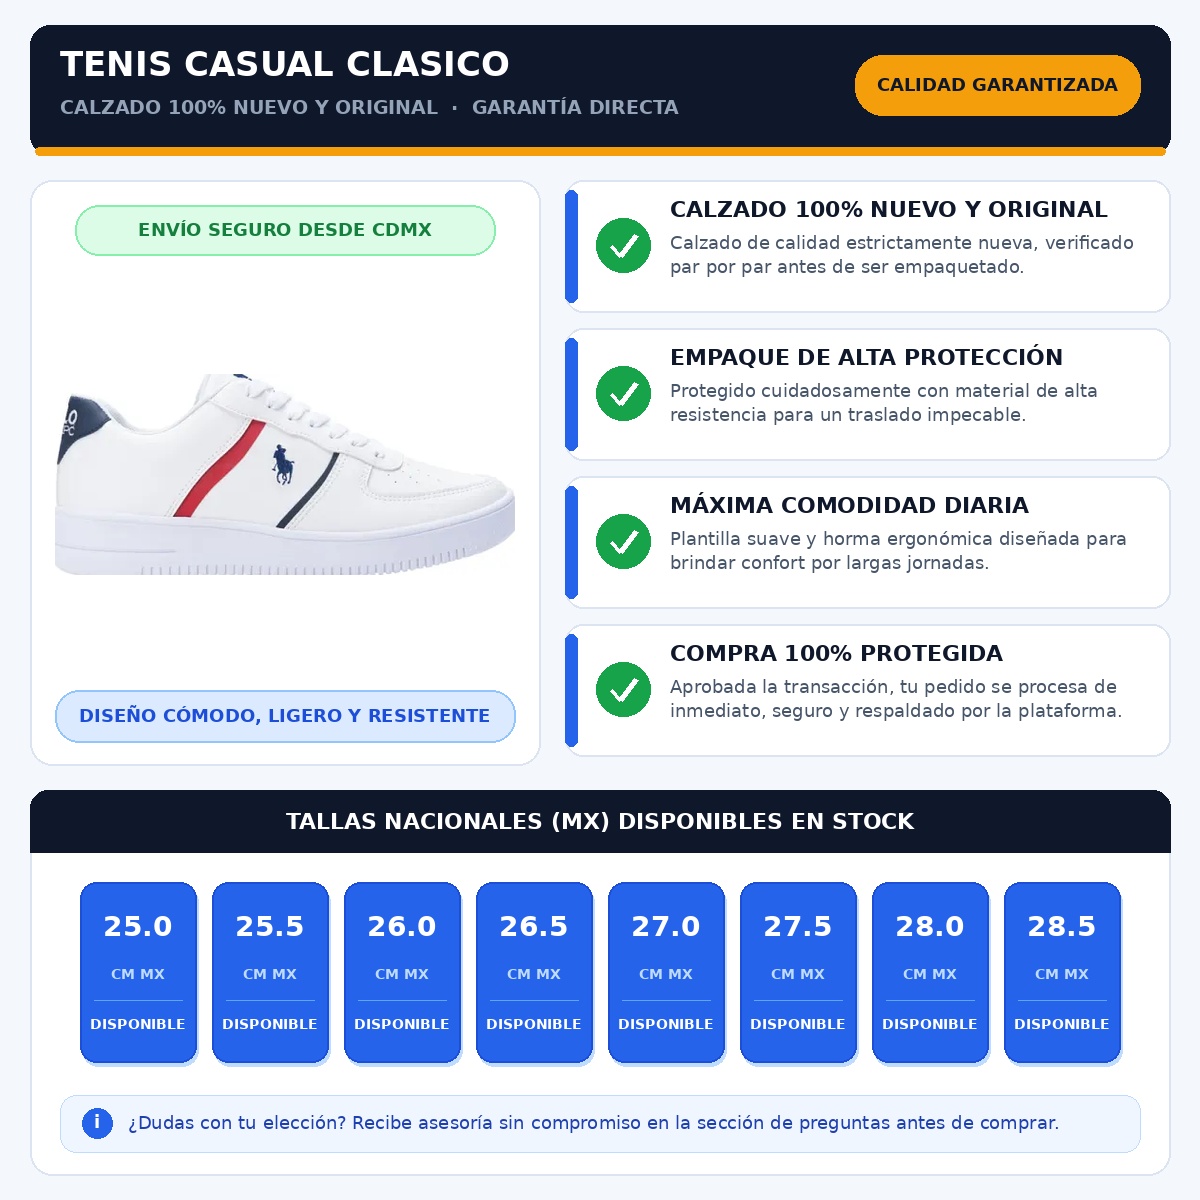 TENIS CASUAL CLASICO
CALZADO 100% NUEVO Y ORIGINAL · GARANTÍA DIRECTA
CALIDAD GARANTIZADA
ENVÍO SEGURO DESDE CDMX
DISEÑO CÓMODO, LIGERO Y RESISTENTE
CALZADO 100% NUEVO Y ORIGINAL
Calzado de calidad estrictamente nueva, verificado
par por par antes de ser empaquetado.
EMPAQUE DE ALTA PROTECCIÓN
Protegido cuidadosamente con material de alta
resistencia para un traslado impecable.
MÁXIMA COMODIDAD DIARIA
Plantilla suave y horma ergonómica diseñada para
brindar confort por largas jornadas.
COMPRA 100% PROTEGIDA
Aprobada la transacción, tu pedido se procesa de
inmediato, seguro y respaldado por la plataforma.
TALLAS NACIONALES (MX) DISPONIBLES EN STOCK
25.0 25.5 26.0 26.5 27.0 27.5 28.0 28.5
CM MX CM MX CM MX CM MX CM MX CM MX CM MX CM MX
DISPONIBLE DISPONIBLE DISPONIBLE DISPONIBLE DISPONIBLE DISPONIBLE DISPONIBLE DISPONIBLE
i ¿Dudas con tu elección? Recibe asesoría sin compromiso en la sección de preguntas antes de comprar.